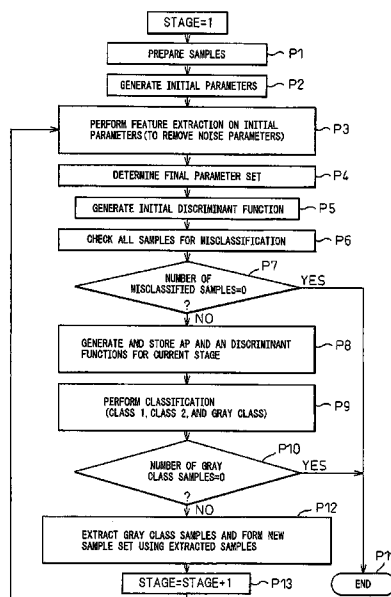 STAGE=1
PREPARE SAMPLES
P1
GENERATE INITIAL PARAMETERS
P2
PERFORM FEATURE EXTRACTION ON INITIAL
PARAMETERS(TO REMOVE NOISE PARAMETERS)
P3
DETERMINE FINAL PARAMETER SET
P4
GENERATE INITIAL DISCRIMINANT FUNCTION
P5
CHECK ALL SAMPLES FOR MISCLASSIFICATION
P6
P7
NUMBER OF
MISCLASSIFIED SAMPLES=0
?
YES
NO
GENERATE AND STORE AP AND AN DISCRIMINANT
FUNCTIONS FOR CURRENT STAGE
P8
PERFORM CLASSIFICATION
(CLASS 1, CLASS 2, AND GRAY CLASS)
P9
P10
NUMBER OF GRAY
CLASS SAMPLES=0
?
YES
NO
P12
EXTRACT GRAY CLASS SAMPLES AND FORM NEW
SAMPLE SET USING EXTRACTED SAMPLES
STAGE=STAGE+1
P13
END